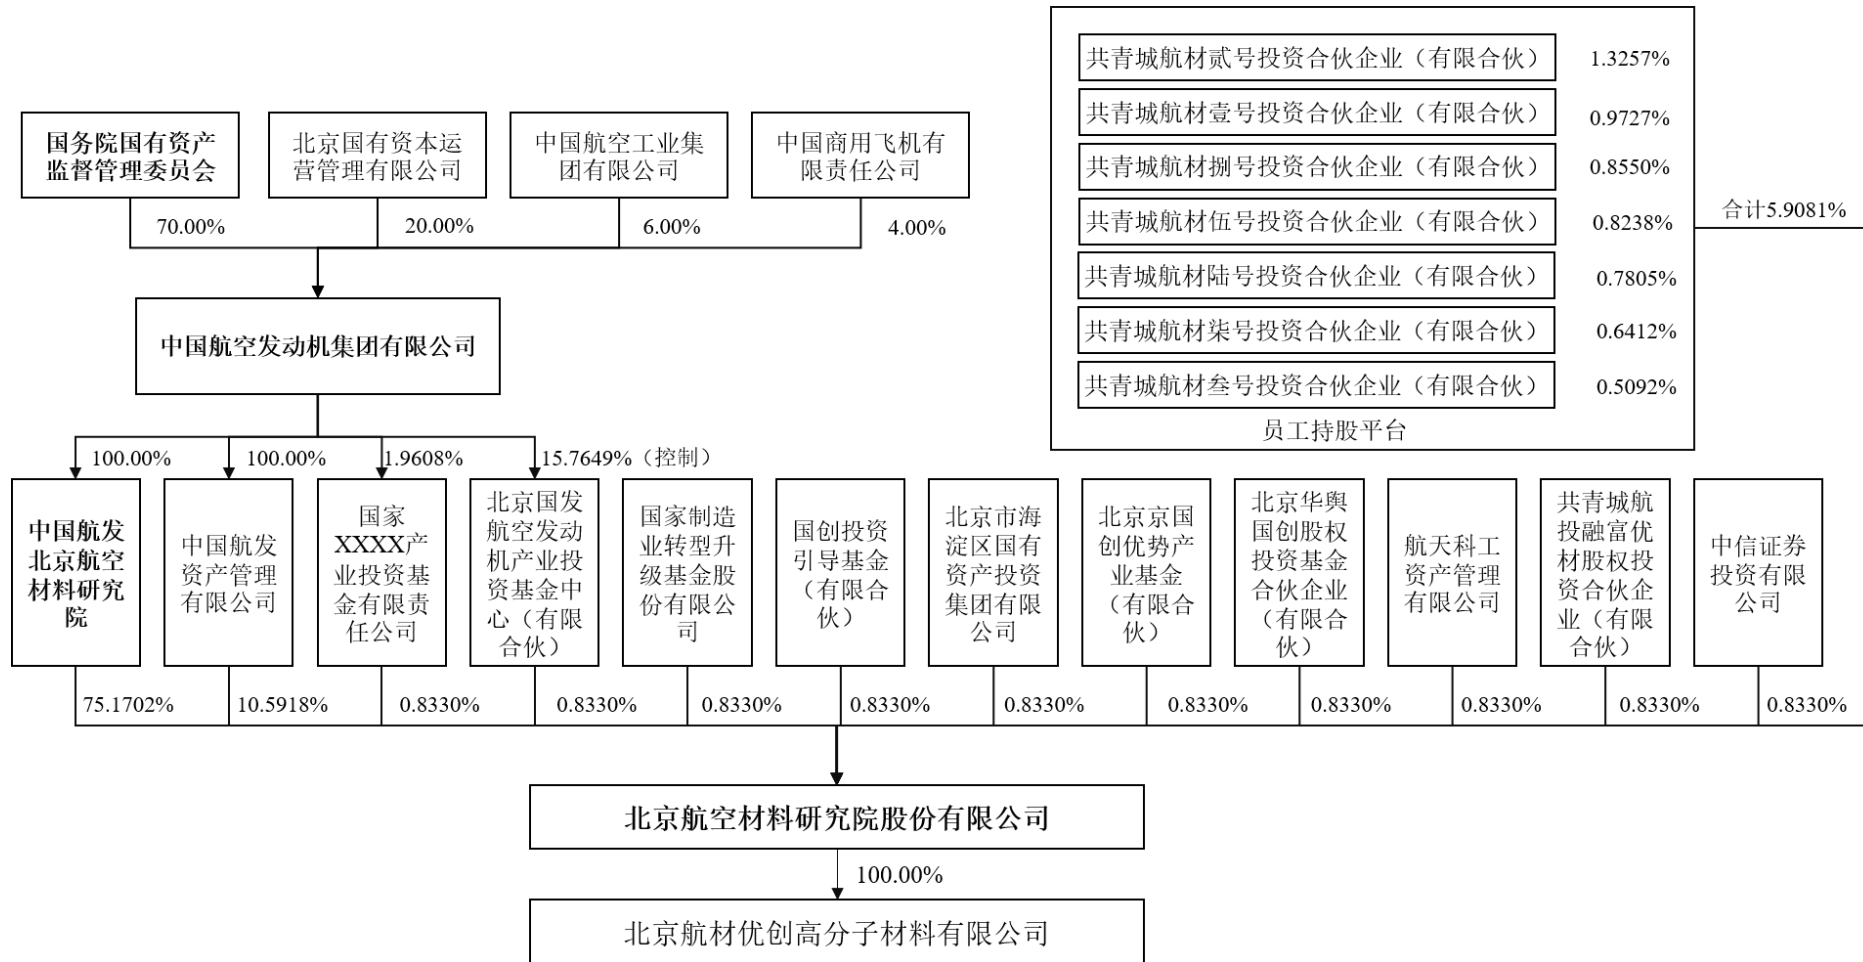 共青城航材贰号投资合伙企业（有限合伙）
1.3257%
共青城航材壹号投资合伙企业（有限合伙）
0.9727%
共青城航材捌号投资合伙企业（有限合伙）
0.8550%
共青城航材伍号投资合伙企业（有限合伙）
0.8238%
共青城航材陆号投资合伙企业（有限合伙）
0.7805%
共青城航材柒号投资合伙企业（有限合伙）
0.6412%
共青城航材叁号投资合伙企业（有限合伙）
0.5092%
员工持股平台
合计5.9081%
国务院国有资产
监督管理委员会
北京国有资本运
营管理有限公司
中国航空工业集
团有限公司
中国商用飞机有
限责任公司
70.00%
20.00%
6.00%
4.00%
中国航空发动机集团有限公司
100.00%
100.00%
1.9608%
15.7649%（控制）
中国航发
北京航空
材料研究
院
中国航发
资产管理
有限公司
国家
XXXX产
业投资基
金有限责
任公司
北京国发
航空发动
机产业投
资基金中
心（有限
合伙）
国家制造
业转型升
级基金股
份有限公
司
国创投资
引导基金
（有限合
伙）
北京市海
淀区国有
资产投资
集团有限
公司
北京京国
创优势产
业基金
（有限合
伙）
北京华舆
国创股权
投资基金
合伙企业
（有限合
伙）
航天科工
资产管理
有限公司
共青城航
投融富优
材股权投
资合伙企
业（有限
合伙）
中信证券
投资有限
公司
75.1702%
10.5918%
0.8330%
0.8330%
0.8330%
0.8330%
0.8330%
0.8330%
0.8330%
0.8330%
0.8330%
0.8330%
北京航空材料研究院股份有限公司
100.00%
北京航材优创高分子材料有限公司